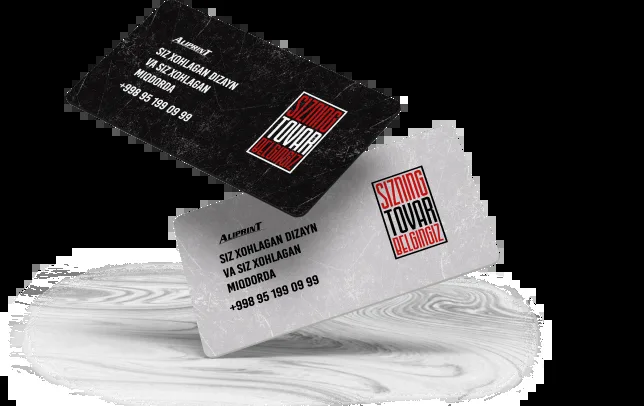 ALIPRINT
SIZ XOHLAGAN DIZAYN
VA SIZ XOHLAGAN
MIQDORDA
+998 95 199 09 99
SIZNING
TOVAR
BELGINGIZ
ALIPRINT
SIZ XOHLAGAN DIZAYN
VA SIZ XOHLAGAN
MIQDORDA
+998 95 199 09 99
SIZNING
TOVAR
BELGINGIZ